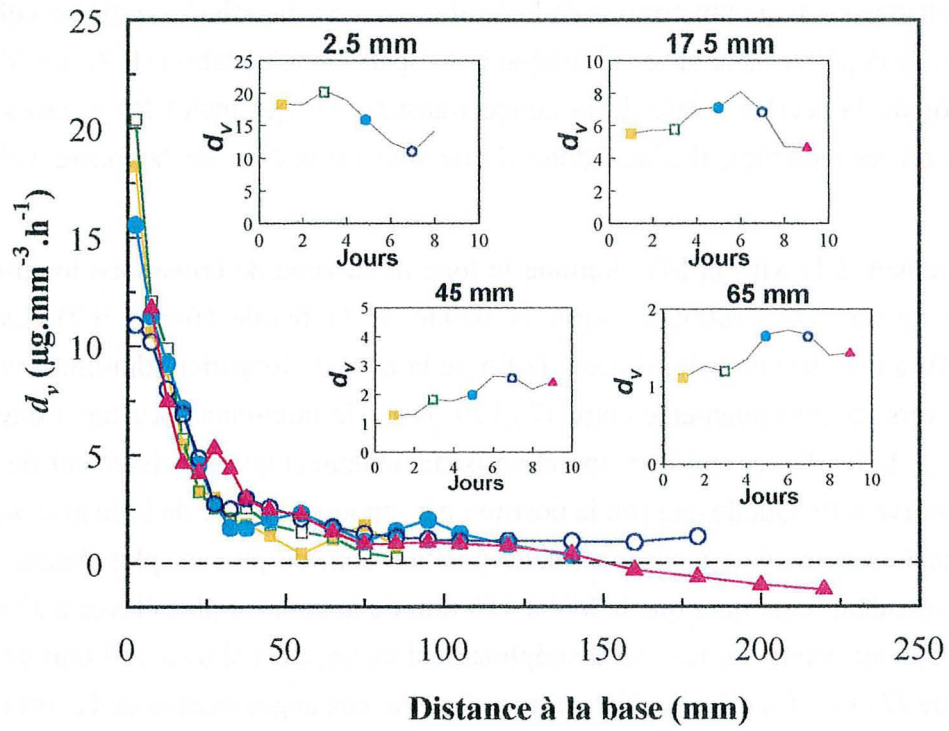 25
20
15
10
5
0
d_v (µg.mm⁻³.h⁻¹)
0 50 100 150 200 250
Distance à la base (mm)
2.5 mm
25
20
15
10
5
0
d_v
0 2 4 6 8 10
Jours
17.5 mm
10
8
6
4
2
0
d_v
0 2 4 6 8 10
Jours
45 mm
5
4
3
2
1
0
d_v
0 2 4 6 8 10
Jours
65 mm
2
1
0
d_v
0 2 4 6 8 10
Jours